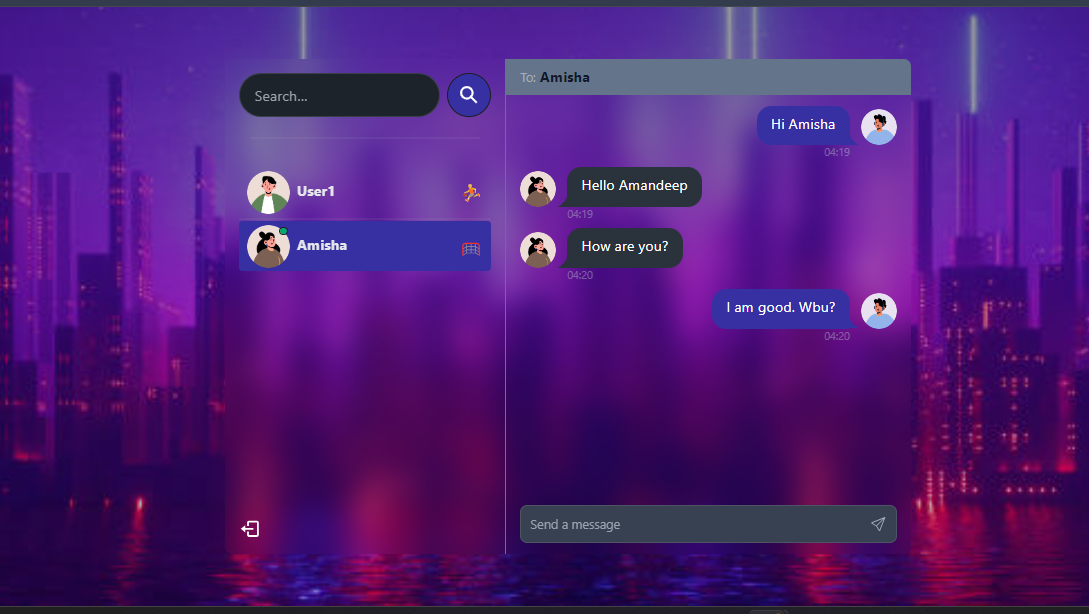 Search...
User1
Amisha
To: Amisha
Hi Amisha
04:19
Hello Amandeep
04:19
How are you?
04:20
I am good. Wbu?
04:20
Send a message